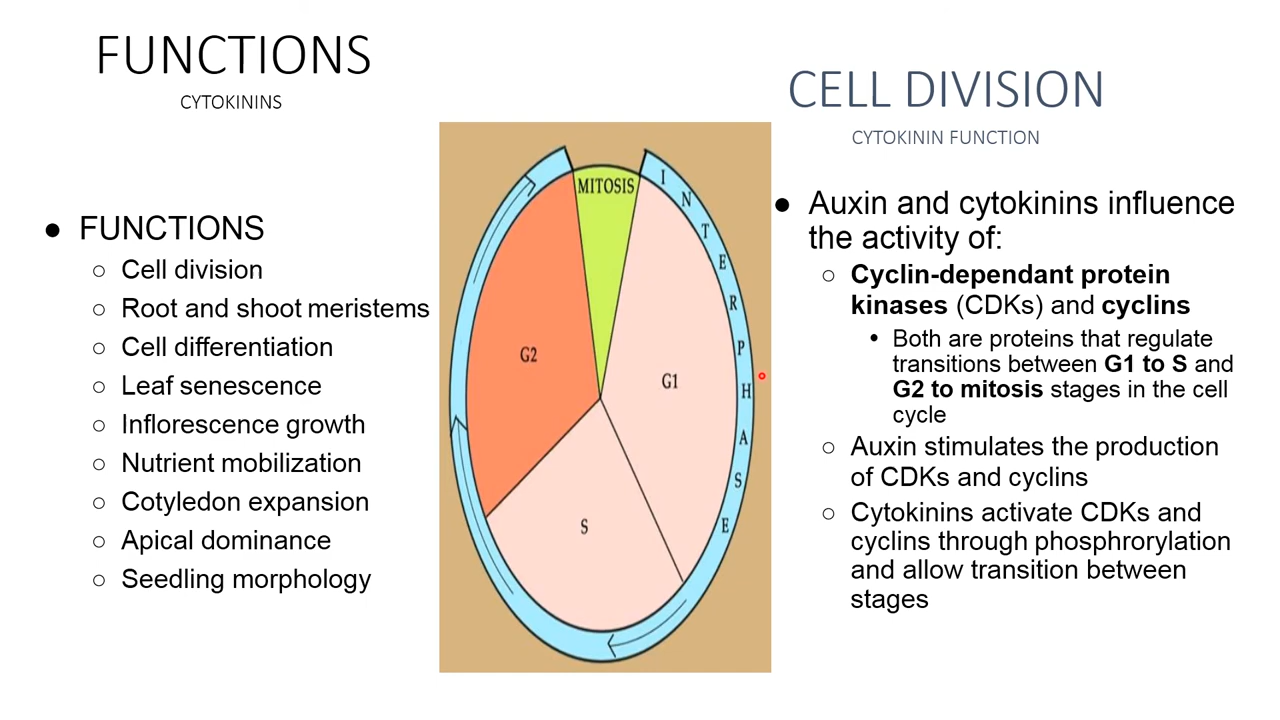 FUNCTIONS
CYTOKININS
● FUNCTIONS
○ Cell division
○ Root and shoot meristems
○ Cell differentiation
○ Leaf senescence
○ Inflorescence growth
○ Nutrient mobilization
○ Cotyledon expansion
○ Apical dominance
○ Seedling morphology
MITOSIS
G2
G1
S
INTERPHASE
CELL DIVISION
CYTOKININ FUNCTION
● Auxin and cytokinins influence
the activity of:
○ Cyclin-dependant protein
kinases (CDKs) and cyclins
• Both are proteins that regulate
transitions between G1 to S and
G2 to mitosis stages in the cell
cycle
○ Auxin stimulates the production
of CDKs and cyclins
○ Cytokinins activate CDKs and
cyclins through phosphrorylation
and allow transition between
stages